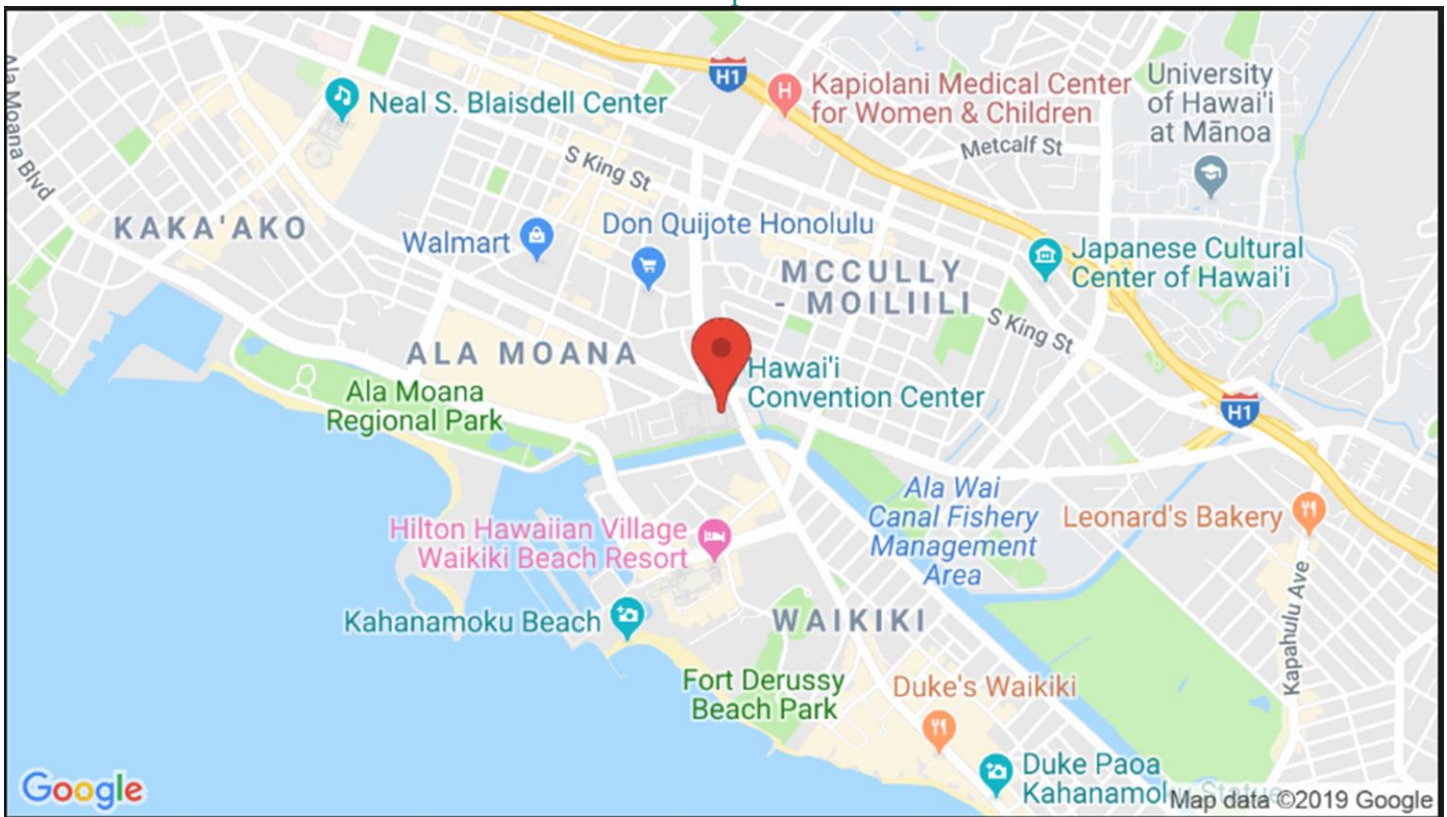 H1
Kapiolani Medical Center
for Women & Children
University
of Hawai'i
at Mānoa
Ala Moana Blvd
Neal S. Blaisdell Center
Metcalf St
S King St
KAKA'AKO
Walmart
Don Quijote Honolulu
MCCULLY
- MOILIILI
Japanese Cultural
Center of Hawai'i
S King St
ALA MOANA
Hawai'i
Convention Center
Ala Moana
Regional Park
H1
Ala Wai
Canal Fishery
Management
Area
Leonard's Bakery
Hilton Hawaiian Village
Waikiki Beach Resort
Kahanamoku Beach
WAIKIKI
Kapahulu Ave
Fort Derussy
Beach Park
Duke's Waikiki
Duke Paoa
Google
Map data ©2019 Google